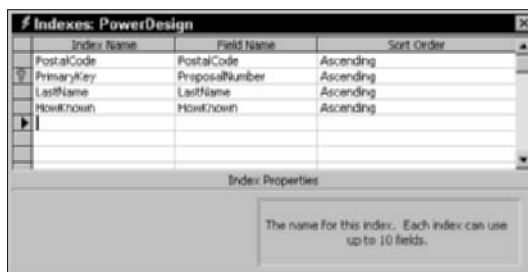 Indexes: PowerDesign
Index Name Field Name Sort Order
PostalCode PostalCode Ascending
PrimaryKey ProposalNumber Ascending
LastName LastName Ascending
HowKnown HowKnown Ascending
Index Properties
The name for this index. Each index can use
up to 10 fields.